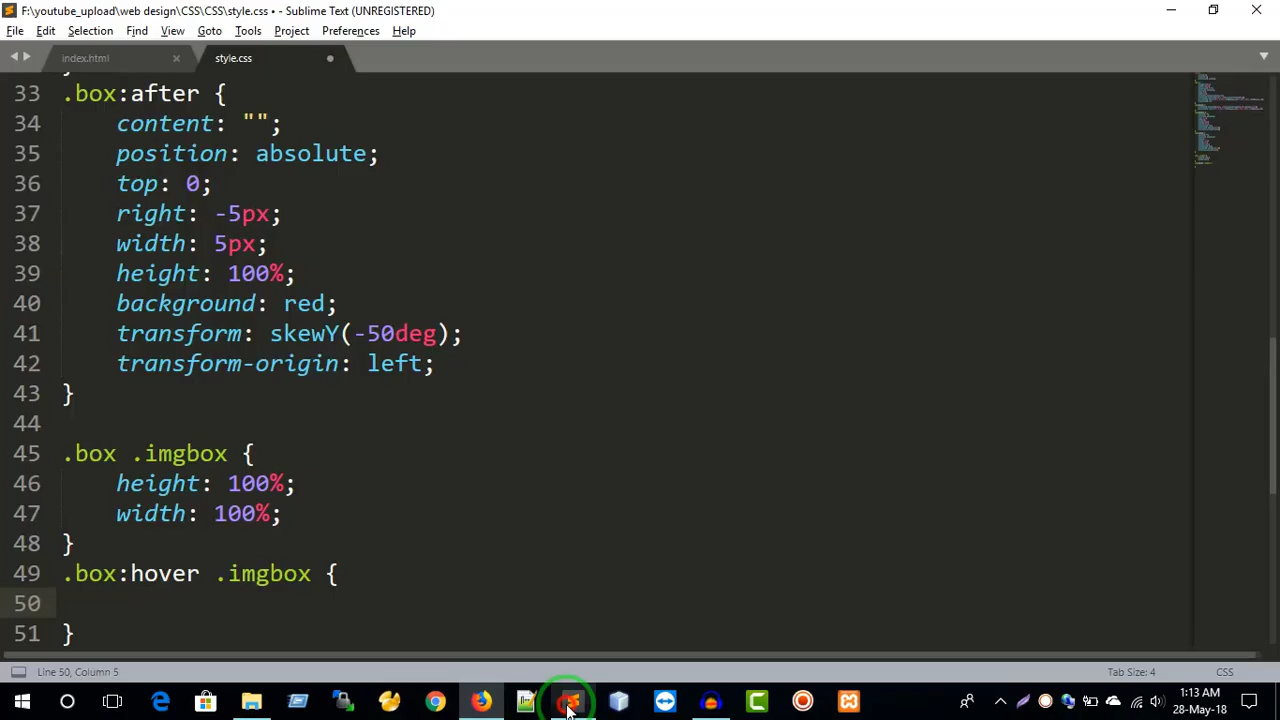 F:\youtube_upload\web design\CSS\CSS\style.css • - Sublime Text (UNREGISTERED)
File Edit Selection Find View Goto Tools Project Preferences Help
index.html × style.css
33 .box:after {
34 content: "";
35 position: absolute;
36 top: 0;
37 right: -5px;
38 width: 5px;
39 height: 100%;
40 background: red;
41 transform: skewY(-50deg);
42 transform-origin: left;
43 }
44
45 .box .imgbox {
46 height: 100%;
47 width: 100%;
48 }
49 .box:hover .imgbox {
50
51 }
Line 50, Column 5 Tab Size: 4 CSS
1:13 AM
28-May-18